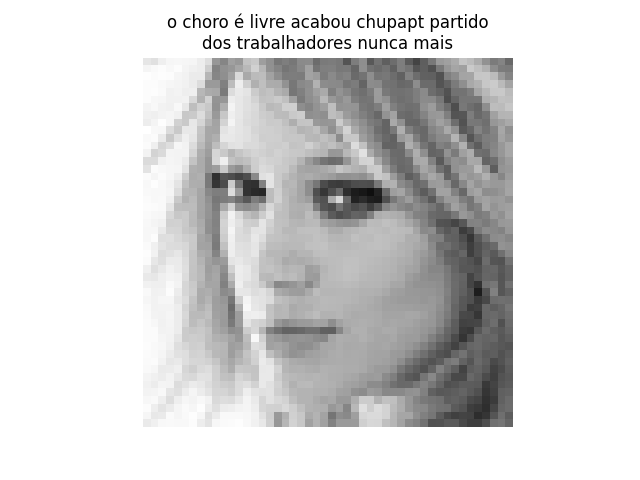 o choro é livre acabou chupapt partido
dos trabalhadores nunca mais